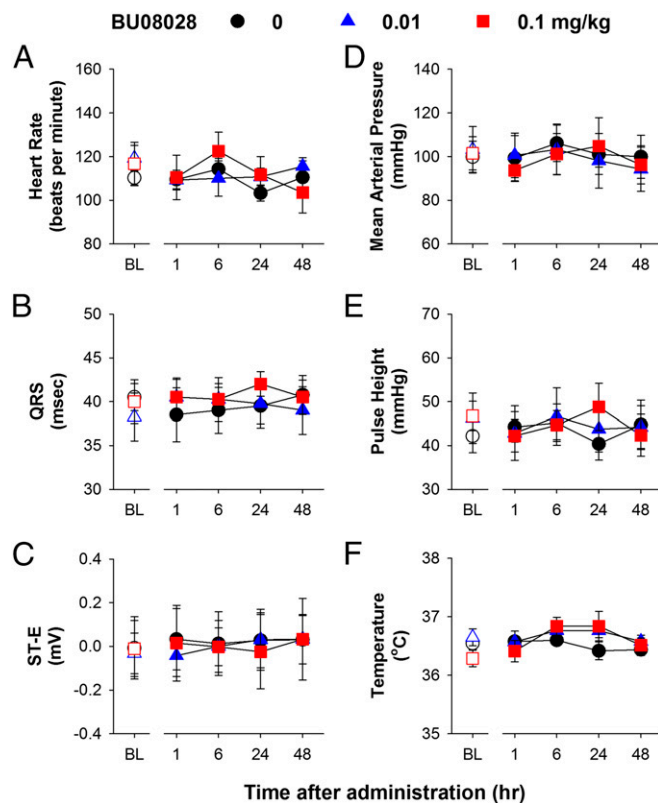 BU08028 0 0.01 0.1 mg/kg
A
Heart Rate
(beats per minute)
160
140
120
100
80
BL 1 6 24 48
B
QRS
(msec)
50
45
40
35
30
BL 1 6 24 48
C
ST-E
(mV)
0.4
0.2
0.0
-0.2
-0.4
BL 1 6 24 48
D
Mean Arterial Pressure
(mmHg)
140
120
100
80
60
BL 1 6 24 48
E
Pulse Height
(mmHg)
70
60
50
40
30
BL 1 6 24 48
F
Temperature
(°C)
38
37
36
35
BL 1 6 24 48
Time after administration (hr)